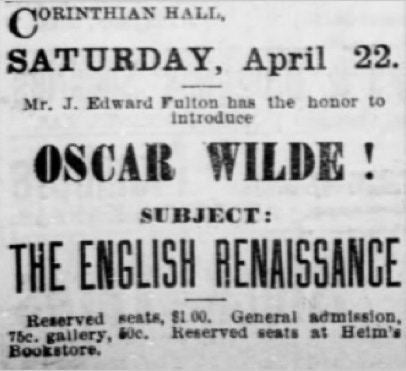 CORINTHIAN HALL,
SATURDAY, April 22.
Mr. J. Edward Fulton has the honor to
introduce
OSCAR WILDE !
SUBJECT:
THE ENGLISH RENAISSANCE
Reserved seats, $1.00. General admission,
75c. gallery, 50c. Reserved seats at Helm's
Bookstore.